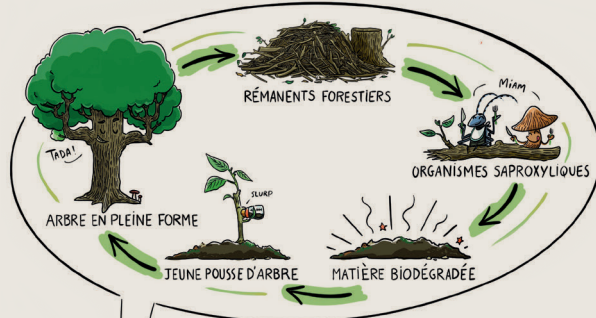 RÉMANENTS FORESTIERS
MIAM
ORGANISMES SAPROXYLIQUES
MATIÈRE BIODÉGRADÉE
SLURP
JEUNE POUSSE D'ARBRE
TADA!
ARBRE EN PLEINE FORME